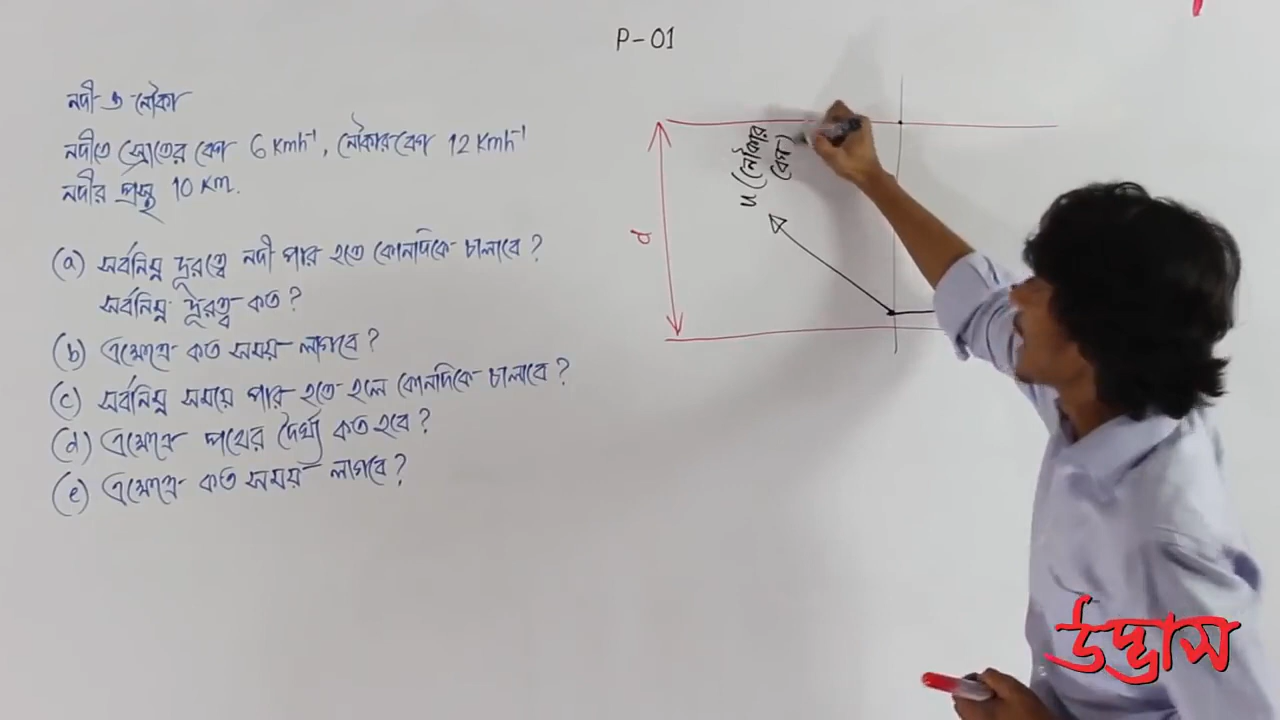 P-01
নদী ও নৌকা
নদীতে স্রোতের বেগ 6 Kmh⁻¹, নৌকার বেগ 12 Kmh⁻¹
নদীর প্রস্থ 10 Km.
(a) সর্বনিম্ন দূরত্বে নদী পার হতে কোনদিকে চালাবে?
সর্বনিম্ন দূরত্ব কত?
(b) এক্ষেত্রে কত সময় লাগবে?
(c) সর্বনিম্ন সময়ে পার হতে হলে কোনদিকে চালাবে?
(d) এক্ষেত্রে পথের দৈর্ঘ্য কত হবে?
(e) এক্ষেত্রে কত সময় লাগবে?
d
u (নৌকার
বেগ)
উদ্ভাস